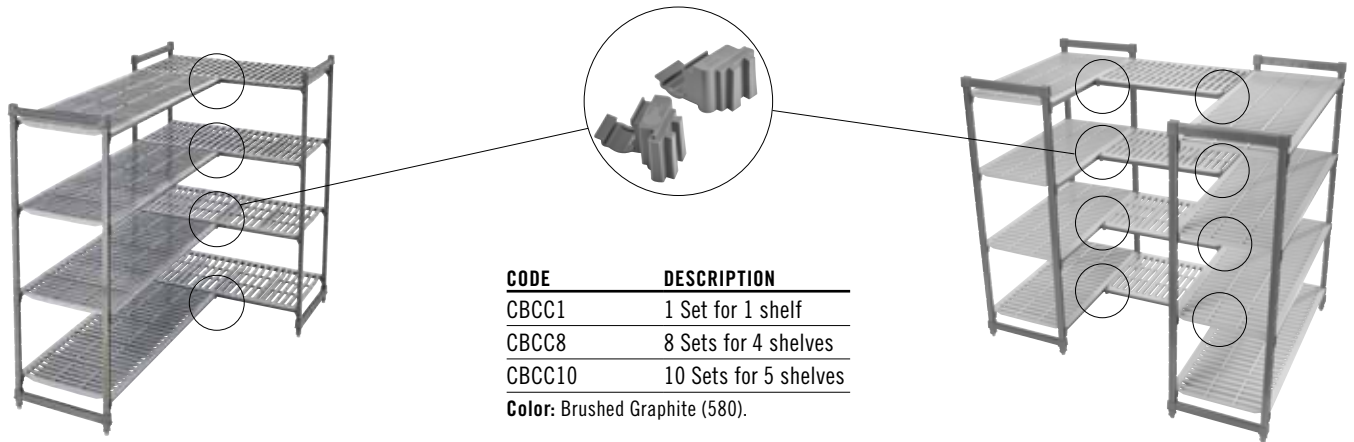 CODE DESCRIPTION
CBCC1 1 Set for 1 shelf
CBCC8 8 Sets for 4 shelves
CBCC10 10 Sets for 5 shelves
Color: Brushed Graphite (580).